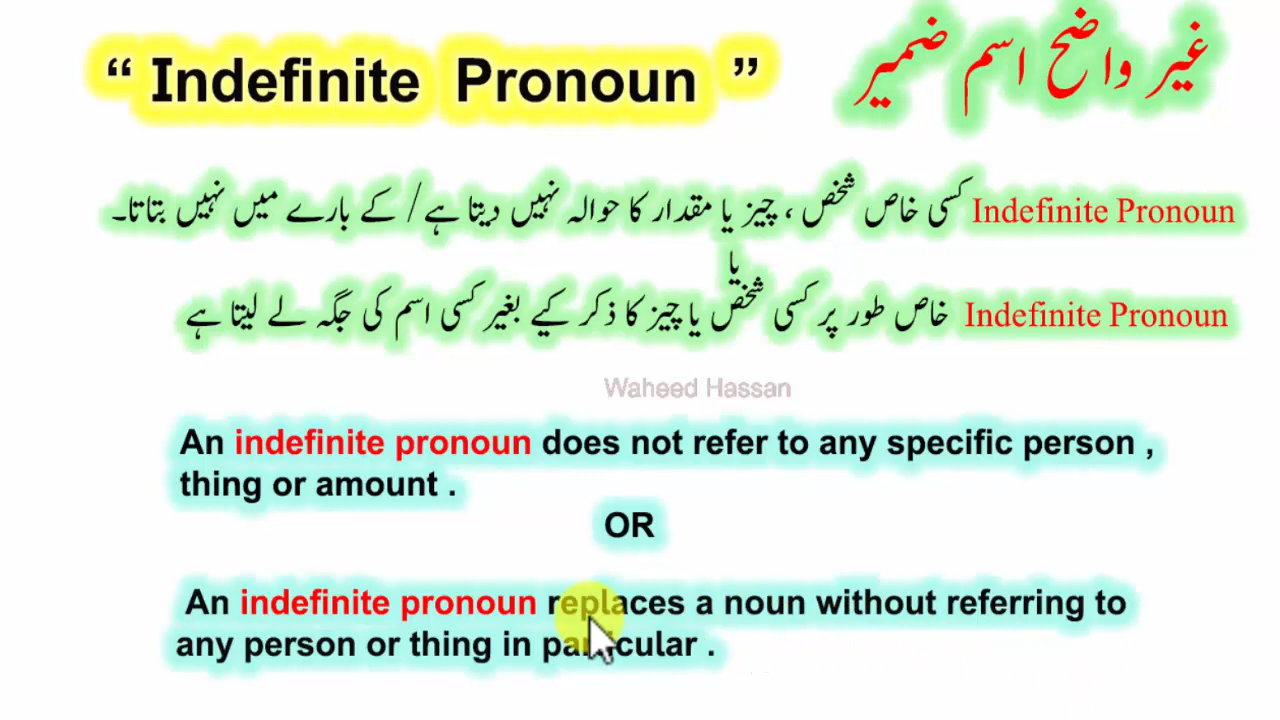 “ Indefinite Pronoun ”
غیر واضح اسم ضمیر
Indefinite Pronoun کسی خاص شخص ، چیز یا مقدار کا حوالہ نہیں دیتا ہے/ کے بارے میں نہیں بتاتا۔
یا
Indefinite Pronoun خاص طور پر کسی شخص یا چیز کا ذکر کیے بغیر کسی اسم کی جگہ لے لیتا ہے
Waheed Hassan
An indefinite pronoun does not refer to any specific person ,
thing or amount .
OR
An indefinite pronoun replaces a noun without referring to
any person or thing in particular .